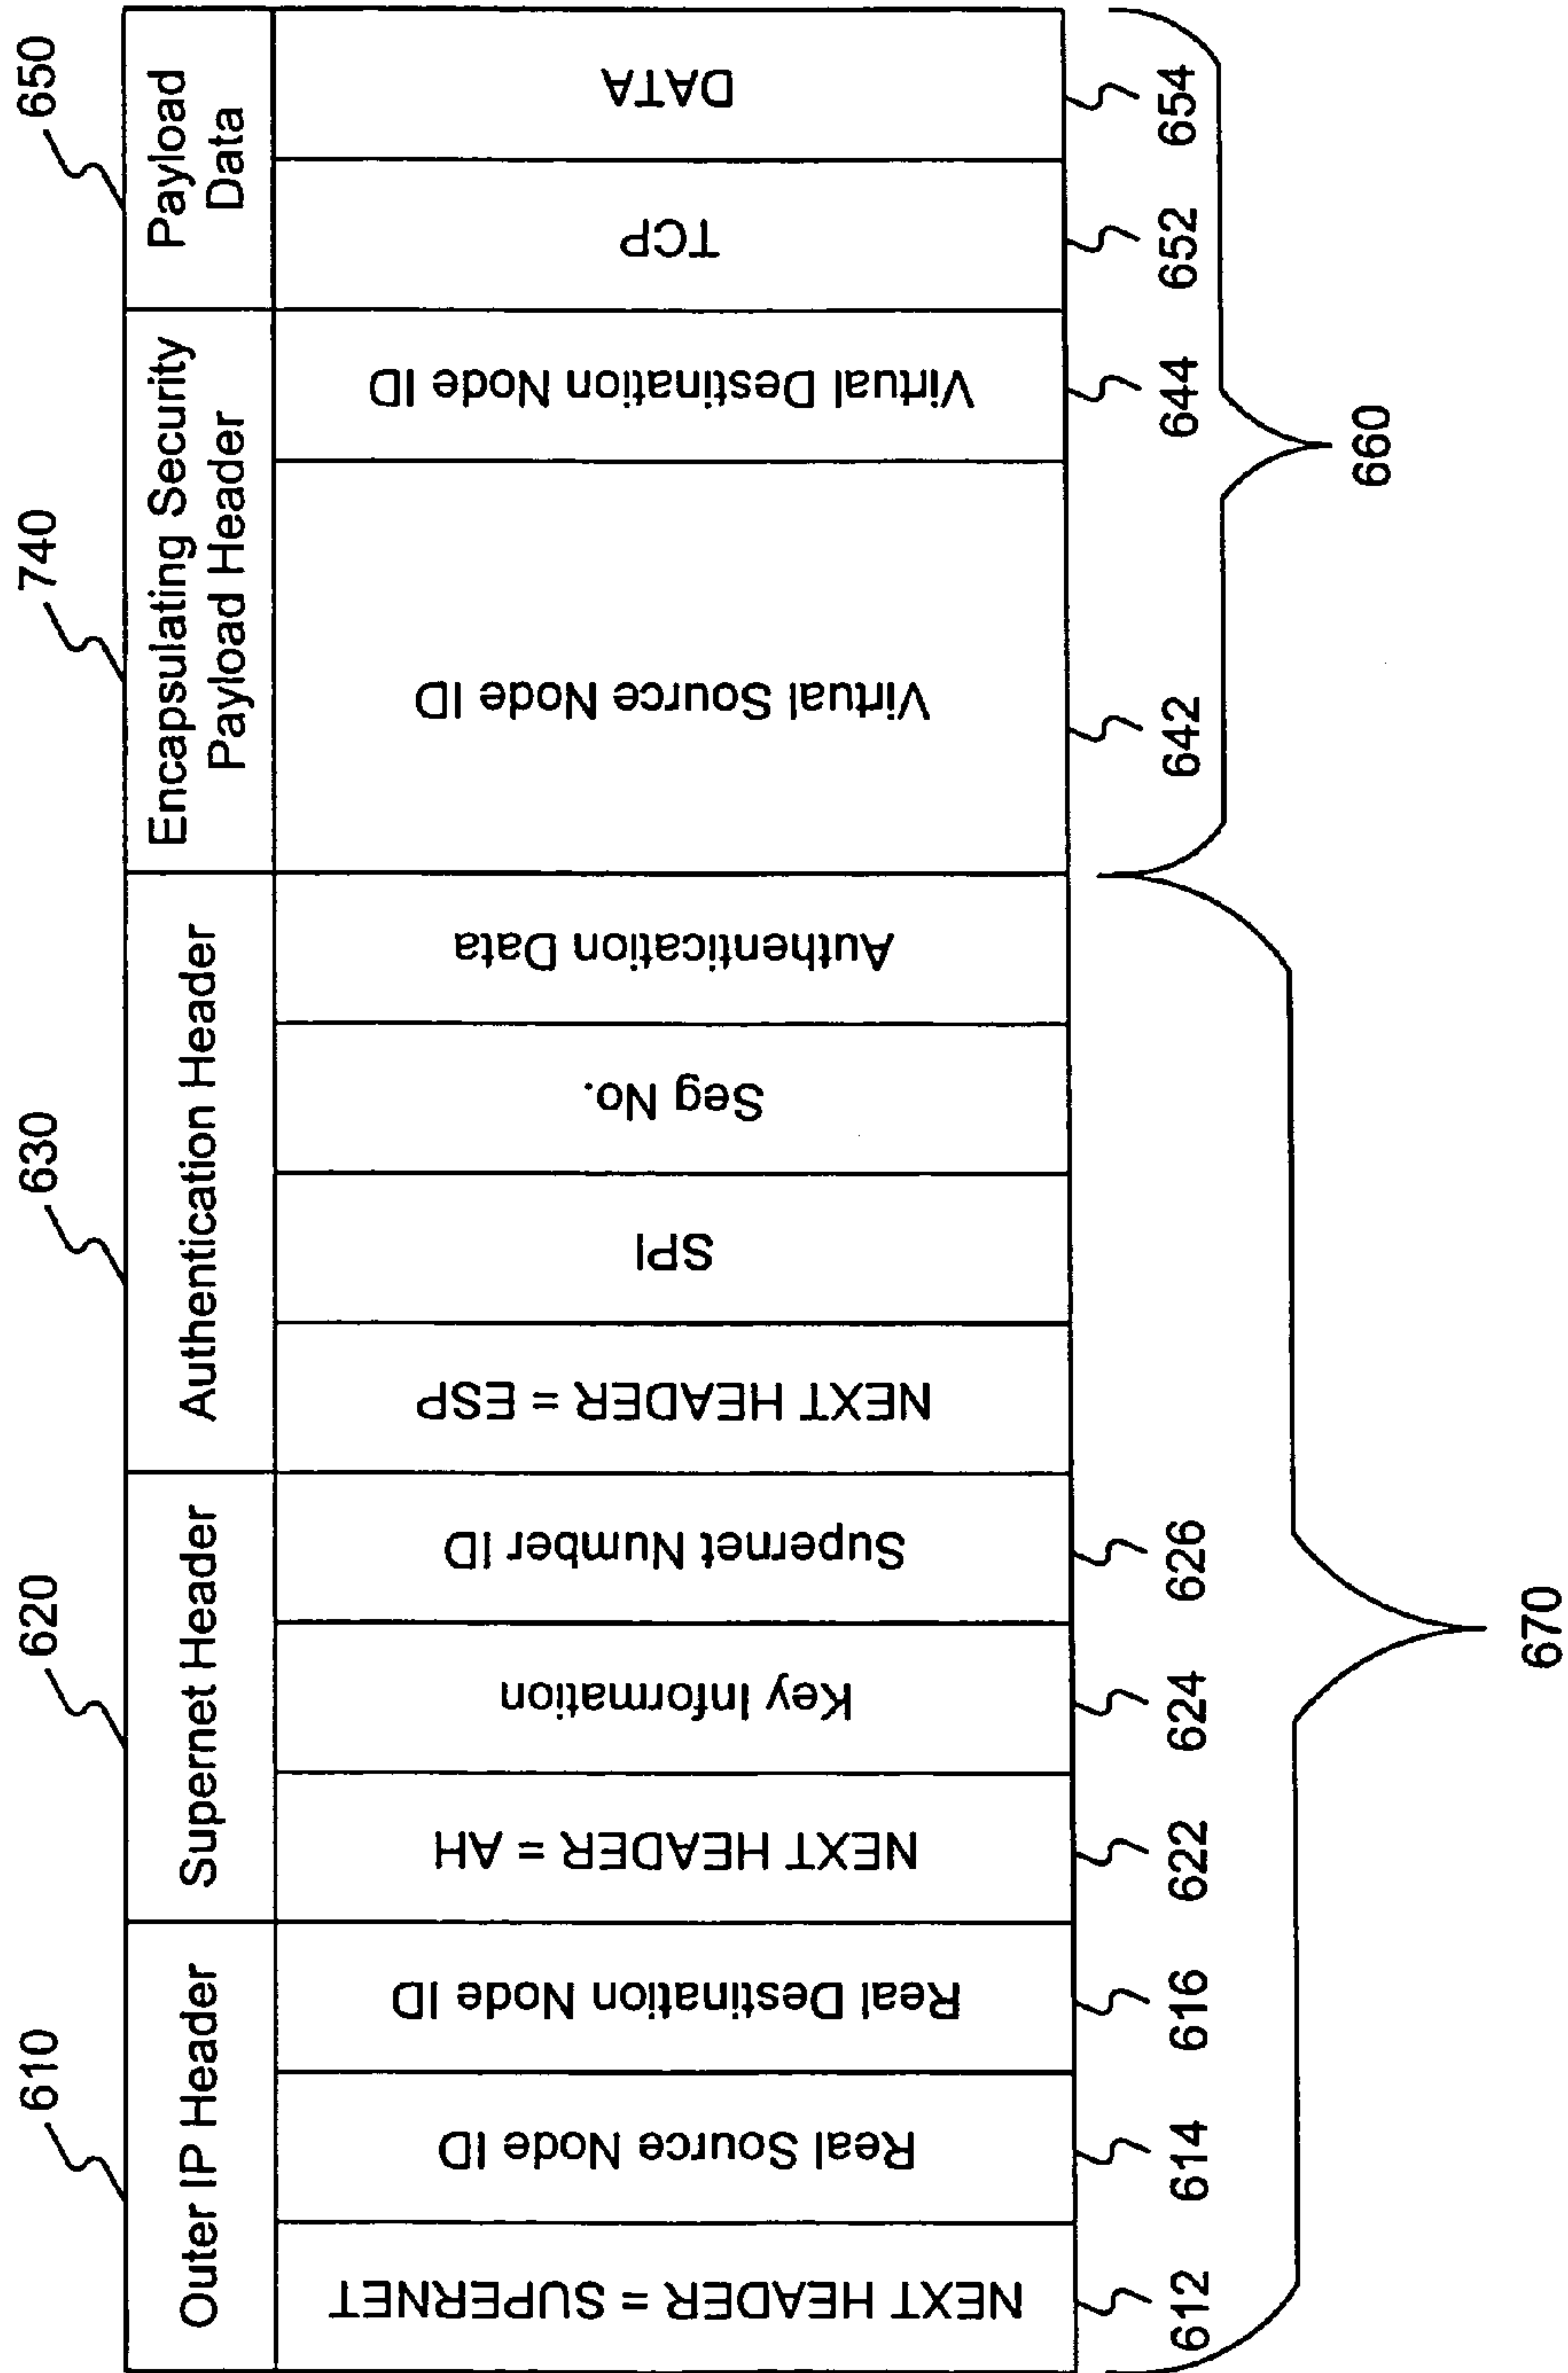 610
620
630
740
650
Outer IP Header
Supernet Header
Authentication Header
Encapsulating Security
Payload Header
Payload
Data
NEXT HEADER = SUPERNET
Real Source Node ID
Real Destination Node ID
NEXT HEADER = AH
Key Information
Supernet Number ID
NEXT HEADER = ESP
SPI
Seg No.
Authentication Data
Virtual Source Node ID
Virtual Destination Node ID
TCP
DATA
612
614
616
622
624
626
642
644
652
654
670
660